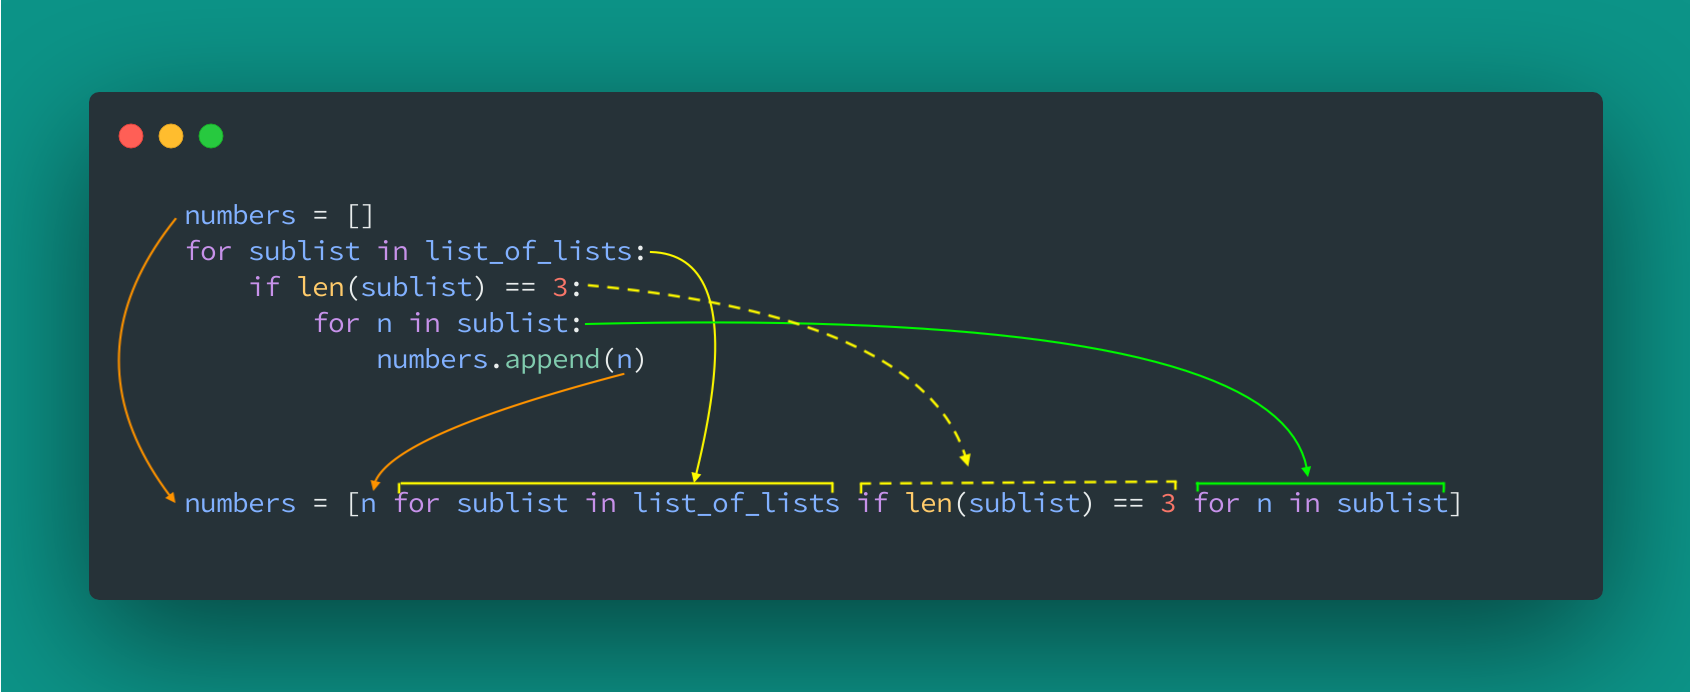 numbers = []
for sublist in list_of_lists:
    if len(sublist) == 3:
        for n in sublist:
            numbers.append(n)
numbers = [n for sublist in list_of_lists if len(sublist) == 3 for n in sublist]